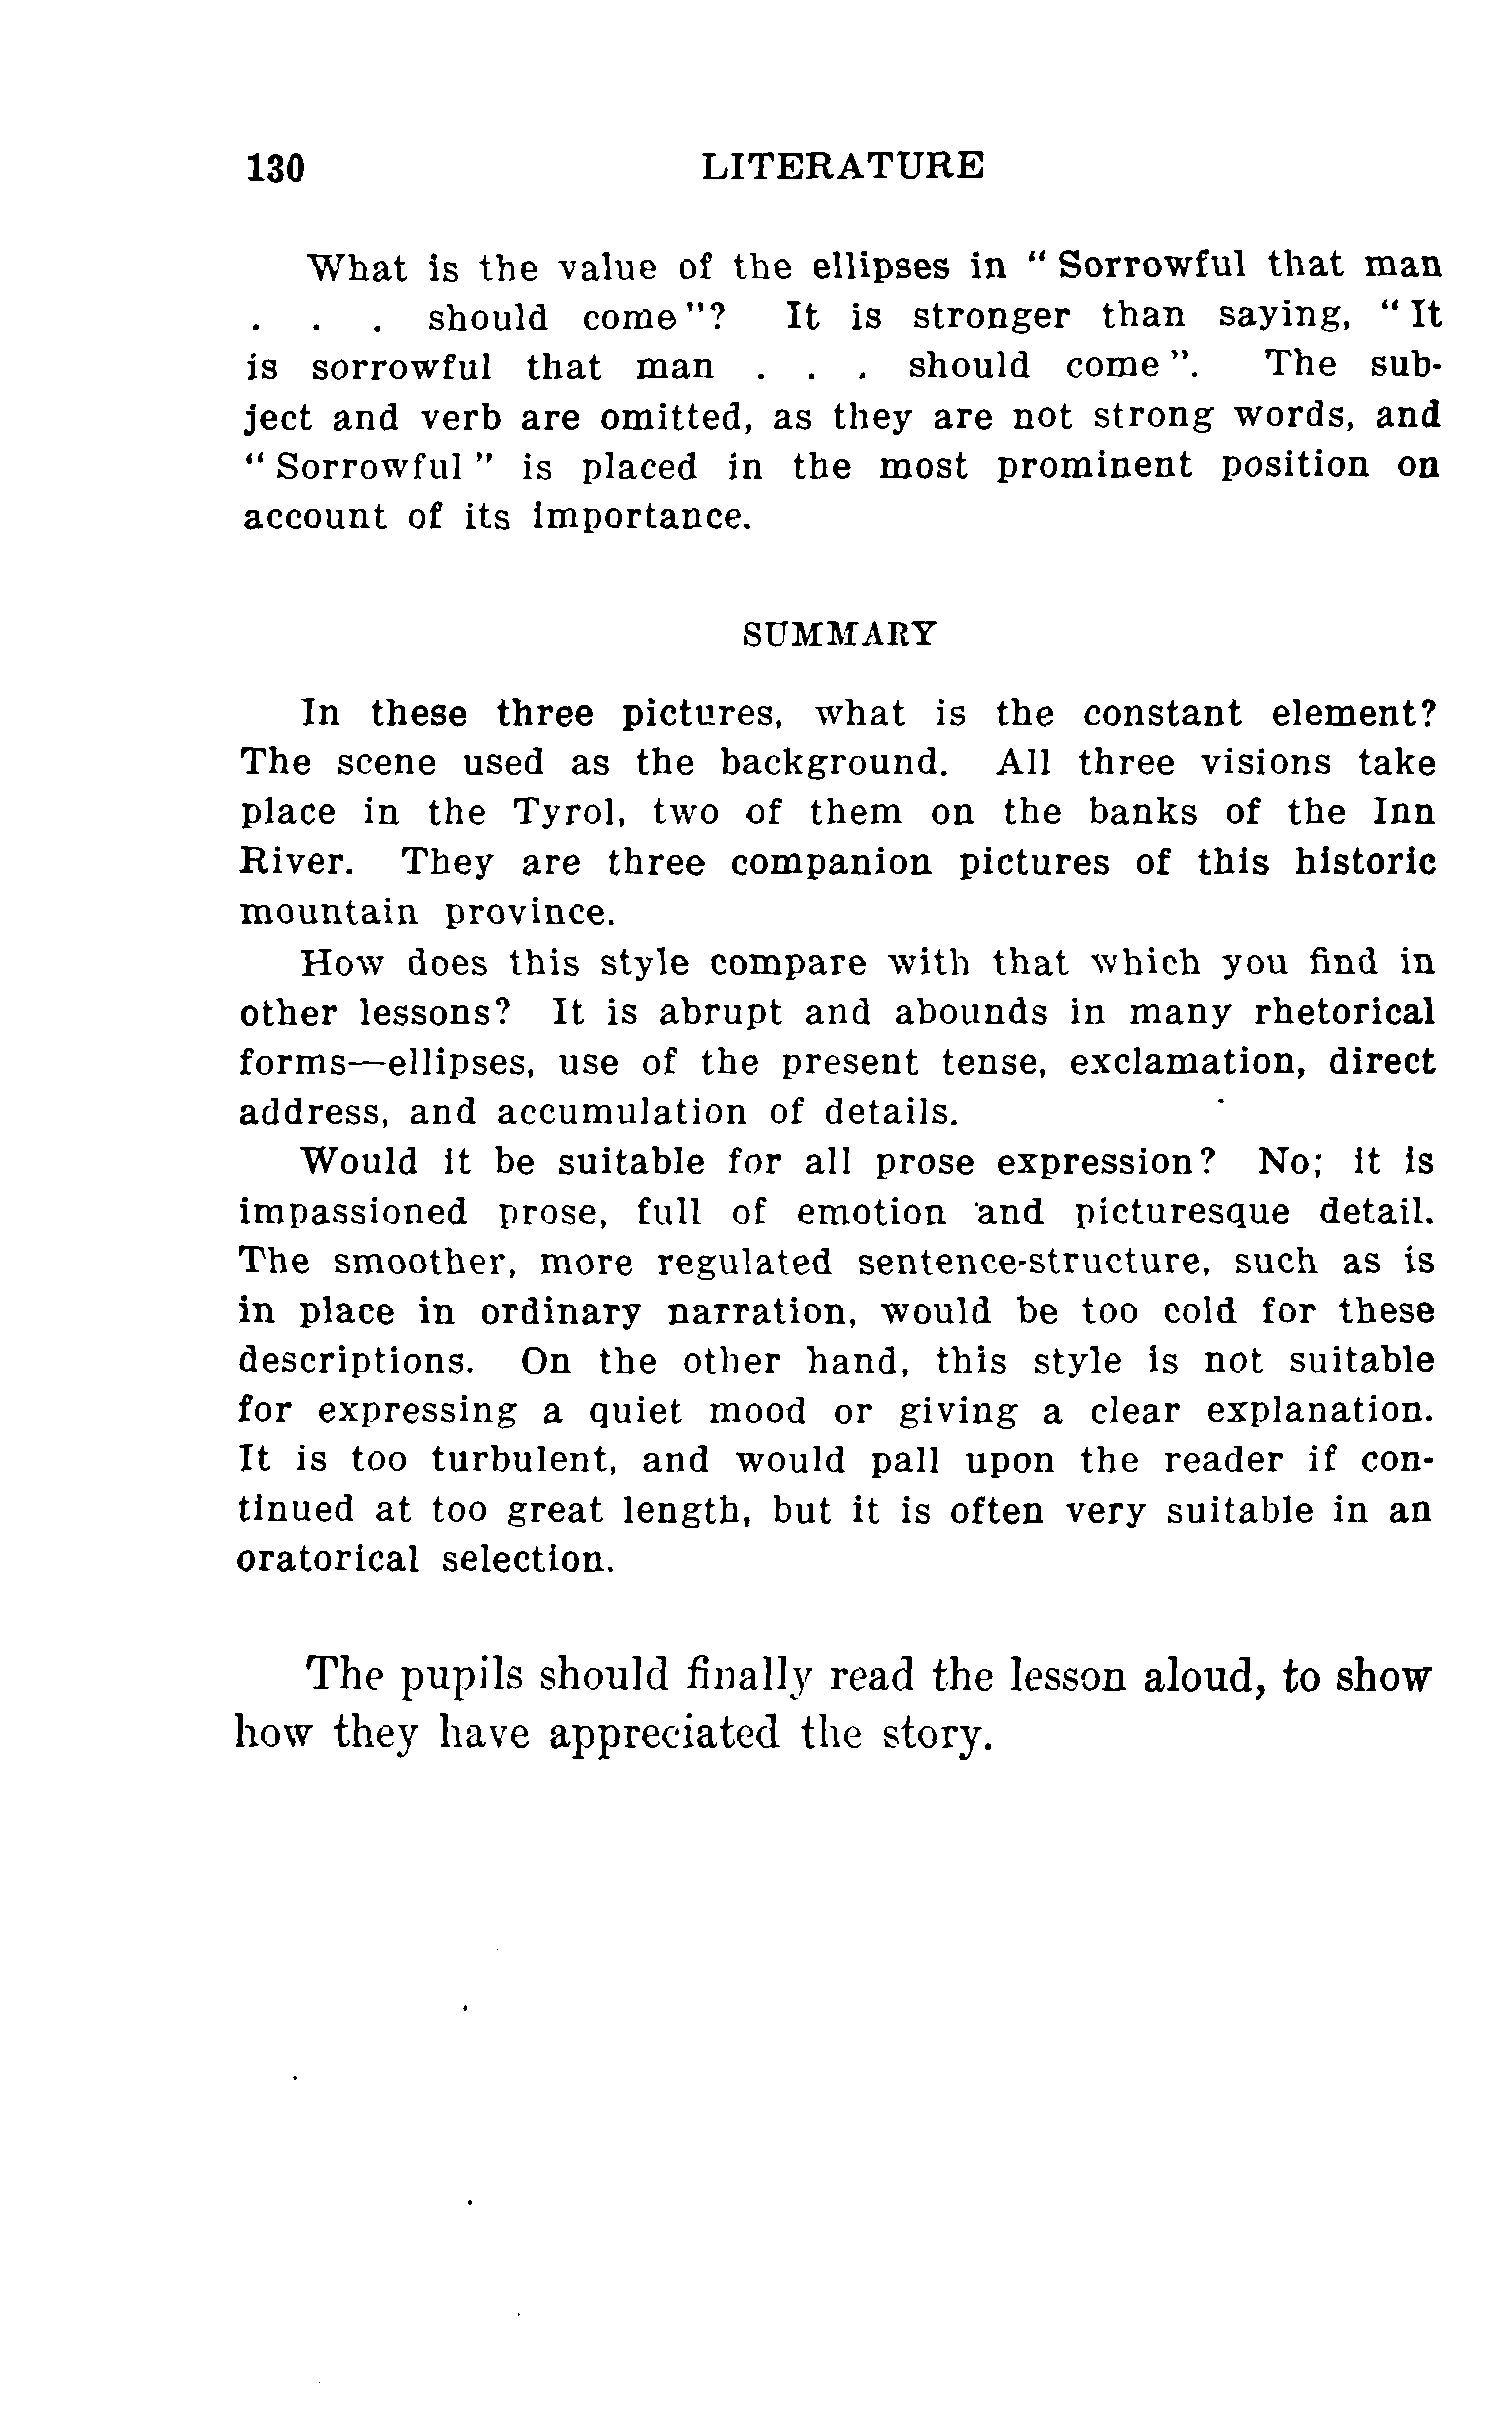 130 LITERATURE
What is the value of the ellipses in “ Sorrowful that man
. . . should come”? It is stronger than saying, “ It
is sorrowful that man . . . should come ”. The sub-
ject and verb are omitted, as they are not strong words, and
“ Sorrowful ” is placed in the most prominent position on
account of its importance.
SUMMARY
In these three pictures, what is the constant element?
The scene used as the background. All three visions take
place in the Tyrol, two of them on the banks of the Inn
River. They are three companion pictures of this historic
mountain province.
How does this style compare with that which you find in
other lessons? It is abrupt and abounds in many rhetorical
forms—ellipses, use of the present tense, exclamation, direct
address, and accumulation of details.
Would it be suitable for all prose expression? No; it is
impassioned prose, full of emotion and picturesque detail.
The smoother, more regulated sentence-structure, such as is
in place in ordinary narration, would be too cold for these
descriptions. On the other hand, this style is not suitable
for expressing a quiet mood or giving a clear explanation.
It is too turbulent, and would pall upon the reader if con-
tinued at too great length, but it is often very suitable in an
oratorical selection.
The pupils should finally read the lesson aloud, to show
how they have appreciated the story.